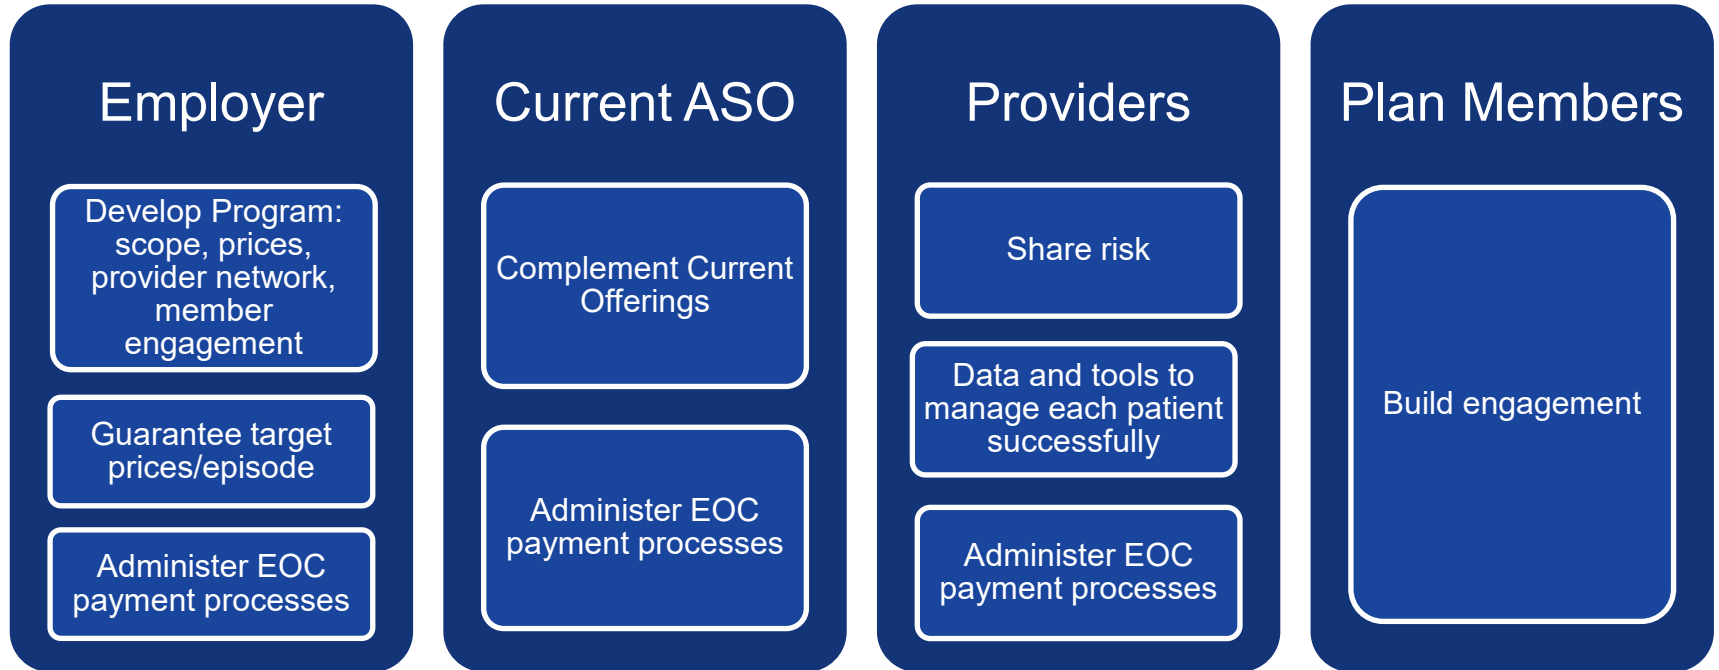 Employer
Develop Program:
scope, prices,
provider network,
member
engagement
Guarantee target
prices/episode
Administer EOC
payment processes
Current ASO
Complement Current
Offerings
Administer EOC
payment processes
Providers
Share risk
Data and tools to
manage each patient
successfully
Administer EOC
payment processes
Plan Members
Build engagement